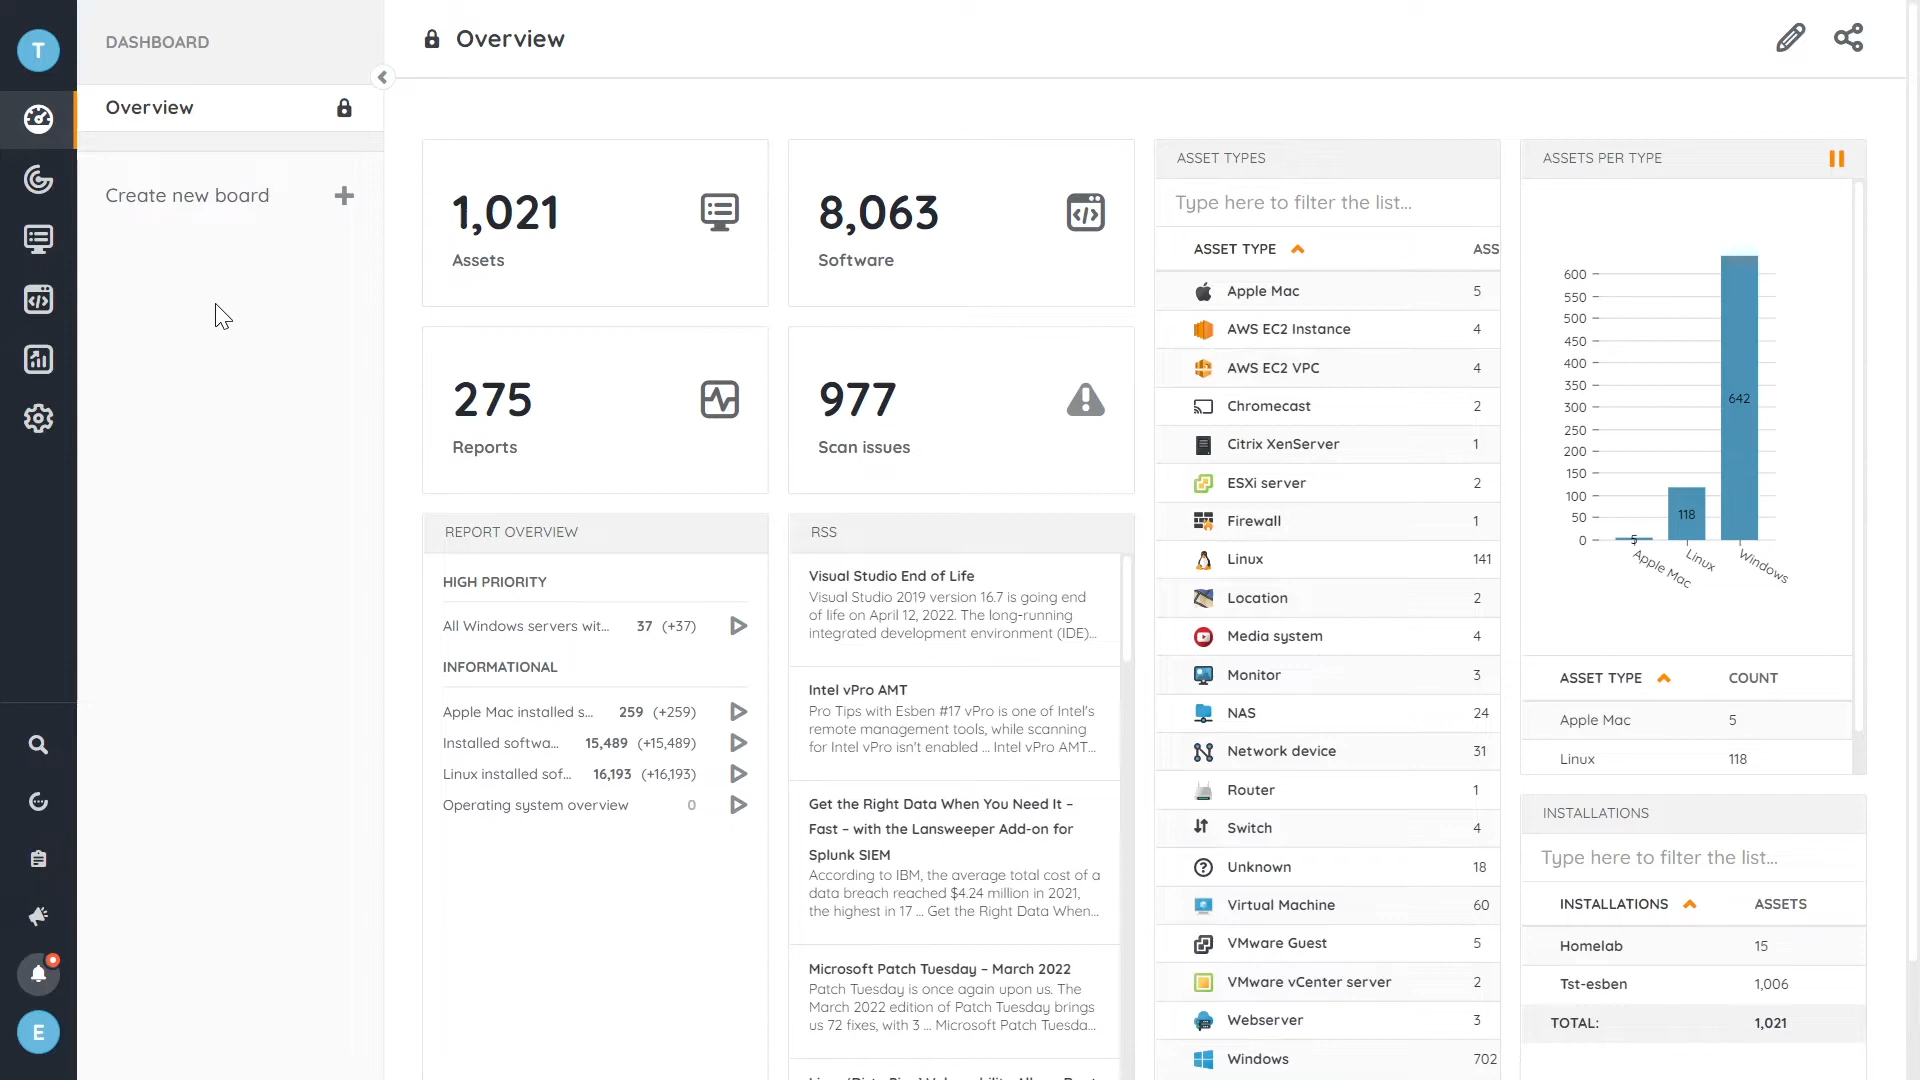 T
DASHBOARD
Overview
Create new board
E
Overview
1,021
Assets
8,063
Software
275
Reports
977
Scan issues
REPORT OVERVIEW
HIGH PRIORITY
All Windows servers wit... 37 (+37)
INFORMATIONAL
Apple Mac installed s... 259 (+259)
Installed softwa... 15,489 (+15,489)
Linux installed sof... 16,193 (+16,193)
Operating system overview 0
RSS
Visual Studio End of Life
Visual Studio 2019 version 16.7 is going end
of life on April 12, 2022. The long-running
integrated development environment (IDE)...
Intel vPro AMT
Pro Tips with Esben #17 vPro is one of Intel's
remote management tools, while scanning
for Intel vPro isn't enabled ... Intel vPro AMT...
Get the Right Data When You Need It –
Fast – with the Lansweeper Add-on for
Splunk SIEM
According to IBM, the average total cost of a
data breach reached $4.24 million in 2021,
the highest in 17 ... Get the Right Data When...
Microsoft Patch Tuesday – March 2022
Patch Tuesday is once again upon us. The
March 2022 edition of Patch Tuesday brings
us 72 fixes, with 3 ... Microsoft Patch Tuesda...
ASSET TYPES
Type here to filter the list...
ASSET TYPE ASS
Apple Mac 5
AWS EC2 Instance 4
AWS EC2 VPC 4
Chromecast 2
Citrix XenServer 1
ESXi server 2
Firewall 1
Linux 141
Location 2
Media system 4
Monitor 3
NAS 24
Network device 31
Router 1
Switch 4
Unknown 18
Virtual Machine 60
VMware Guest 5
VMware vCenter server 2
Webserver 3
Windows 702
ASSETS PER TYPE
600
550
500
450
400
350
300
250
200
150
100
50
0
5
118
642
Apple Mac
Linux
Windows
ASSET TYPE COUNT
Apple Mac 5
Linux 118
INSTALLATIONS
Type here to filter the list...
INSTALLATIONS ASSETS
Homelab 15
Tst-esben 1,006
TOTAL: 1,021